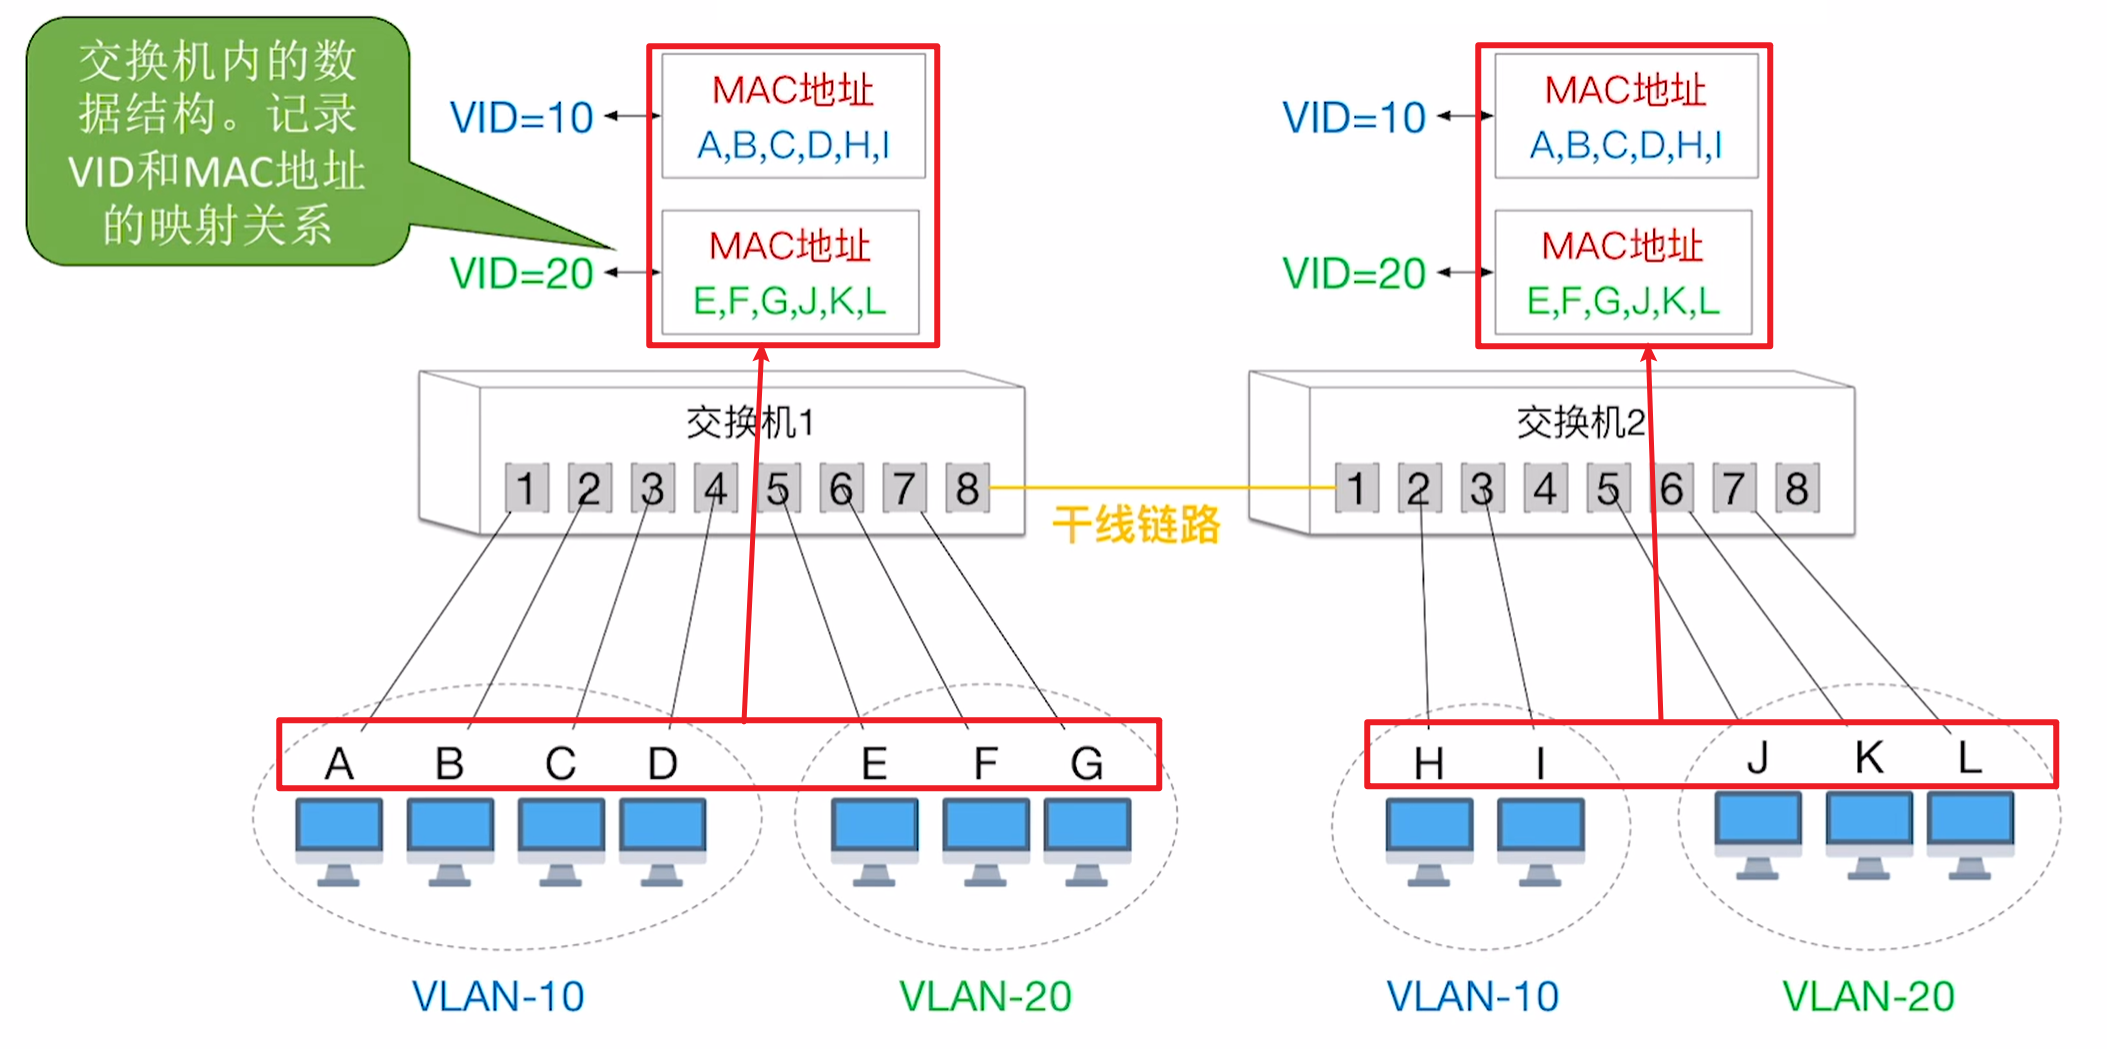 交换机内的数
据结构。记录
VID和MAC地址
的映射关系
VID=10
MAC地址
A,B,C,D,H,I
VID=20
MAC地址
E,F,G,J,K,L
VID=10
MAC地址
A,B,C,D,H,I
VID=20
MAC地址
E,F,G,J,K,L
交换机1
1 2 3 4 5 6 7 8
干线链路
交换机2
1 2 3 4 5 6 7 8
A B C D E F G
H I J K L
VLAN-10
VLAN-20
VLAN-10
VLAN-20